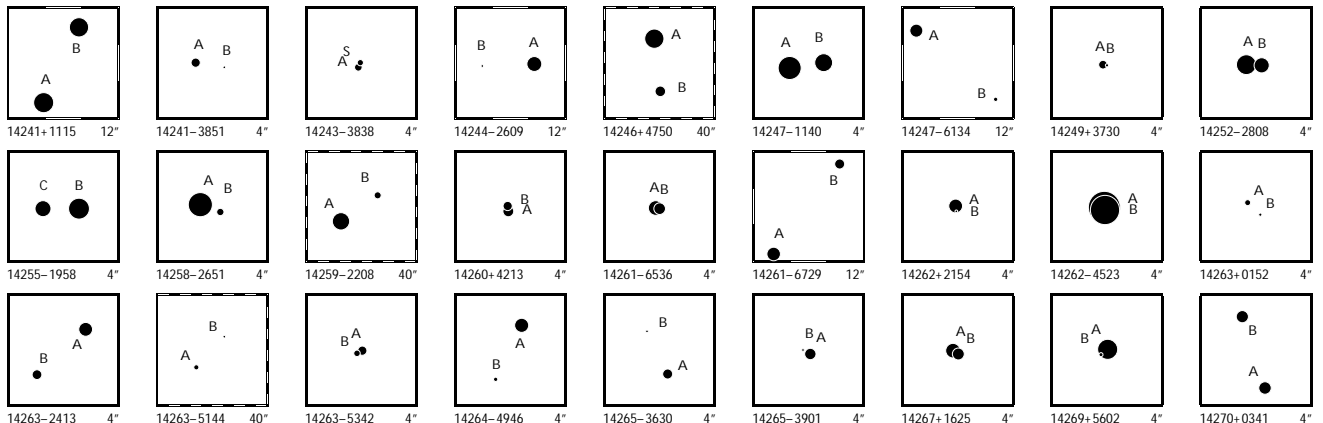 B A
14241+1115 12″
A B
14241−3851 4″
S A
14243−3838 4″
B A
14244−2609 12″
A B
14246+4750 40″
A B
14247−1140 4″
A B
14247−6134 12″
A B
14249+3730 4″
A B
14252−2808 4″
C B
14255−1958 4″
A B
14258−2651 4″
B A
14259−2208 40″
B A
14260+4213 4″
A B
14261−6536 4″
B A
14261−6729 12″
A B
14262+2154 4″
A B
14262−4523 4″
A B
14263+0152 4″
A B
14263−2413 4″
B A
14263−5144 40″
A B
14263−5342 4″
A B
14264−4946 4″
B A
14265−3630 4″
B A
14265−3901 4″
A B
14267+1625 4″
A B
14269+5602 4″
B A
14270+0341 4″